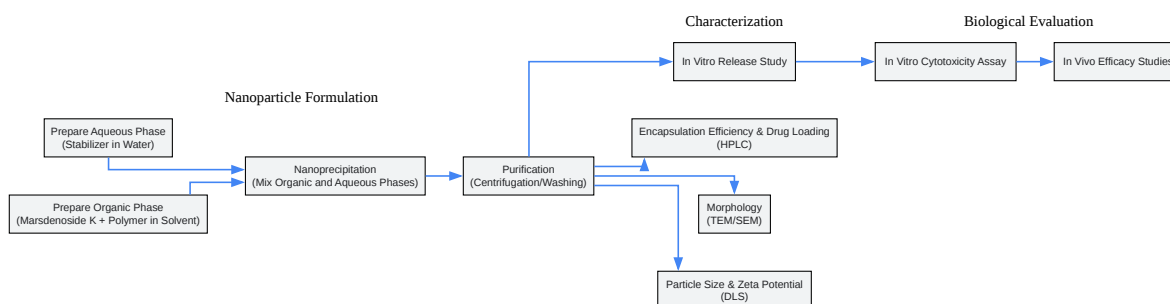 Characterization
Biological Evaluation
In Vitro Release Study
In Vitro Cytotoxicity Assay
In Vivo Efficacy Studies
Nanoparticle Formulation
Prepare Aqueous Phase
(Stabilizer in Water)
Encapsulation Efficiency & Drug Loading
(HPLC)
Nanoprecipitation
(Mix Organic and Aqueous Phases)
Purification
(Centrifugation/Washing)
Prepare Organic Phase
(Marsdenoside K + Polymer in Solvent)
Morphology
(TEM/SEM)
Particle Size & Zeta Potential
(DLS)